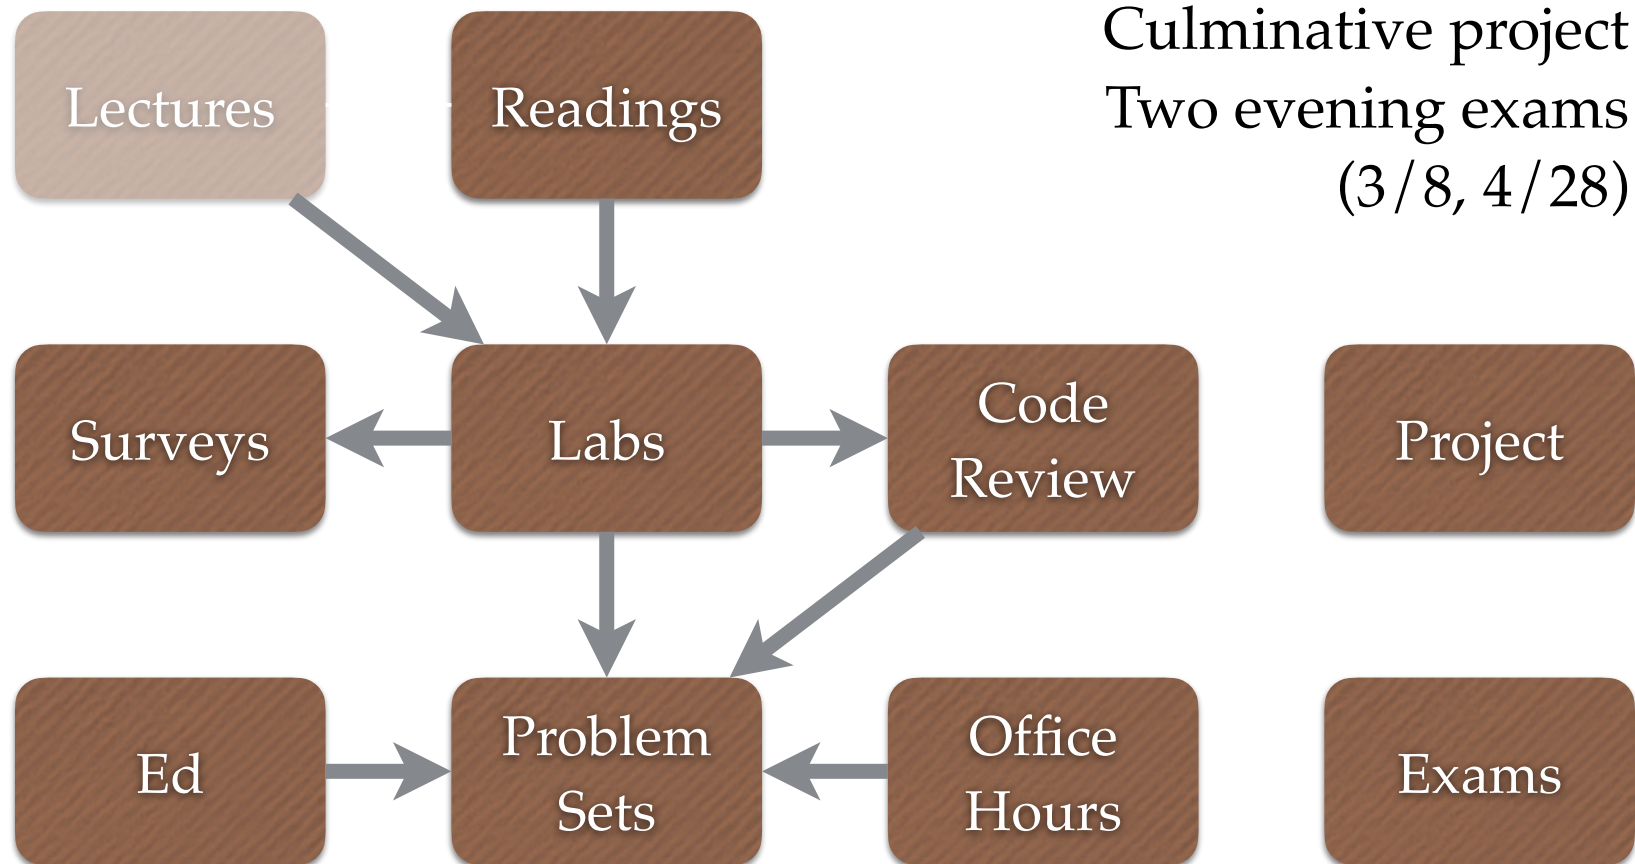 Culminative project
Two evening exams
(3/8, 4/28)
Lectures
Readings
Surveys
Labs
Code
Review
Project
Ed
Problem
Sets
Office
Hours
Exams